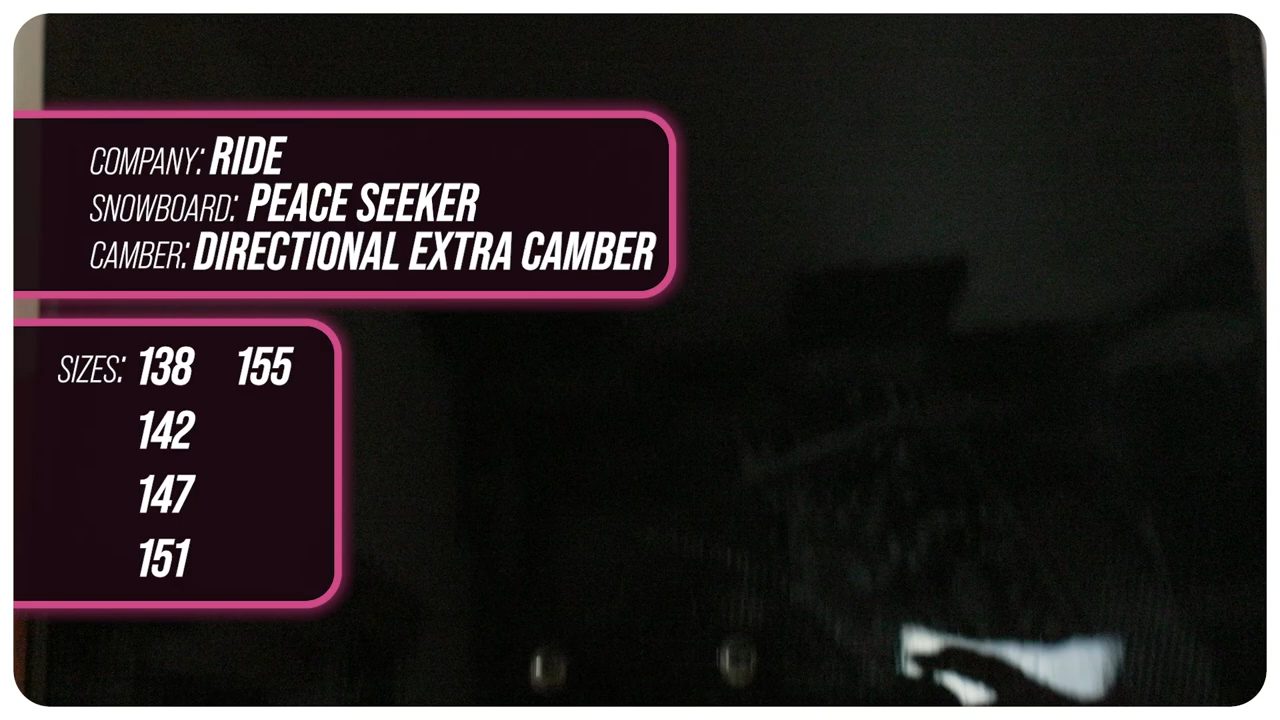 COMPANY: RIDE
SNOWBOARD: PEACE SEEKER
CAMBER: DIRECTIONAL EXTRA CAMBER
SIZES: 138 155
142
147
151